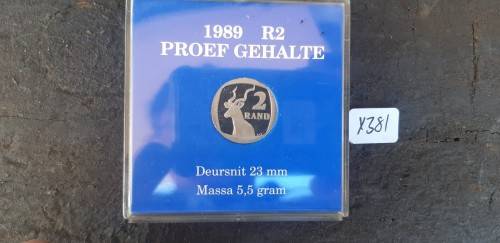 1989 R2
PROEF GEHALTE
2
RAND
Deursnit 23 mm
Massa 5,5 gram
X381